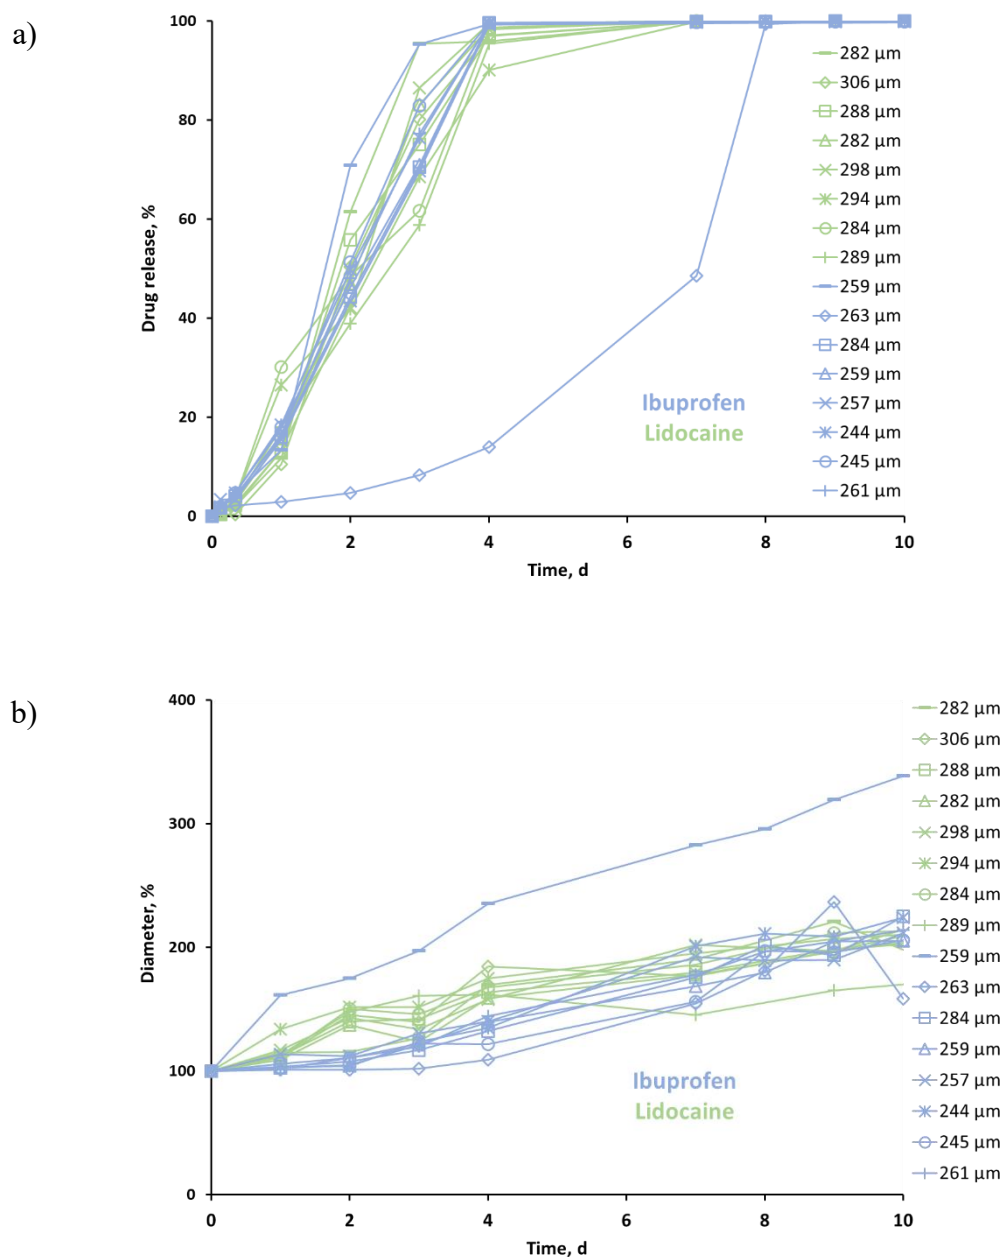 a)
100
80
60
40
20
0
Drug release, %
0 2 4 6 8 10
Time, d
Ibuprofen
Lidocaine
282 µm
306 µm
288 µm
282 µm
298 µm
294 µm
284 µm
289 µm
259 µm
263 µm
284 µm
259 µm
257 µm
244 µm
245 µm
261 µm
b)
400
300
200
100
0
Diameter, %
0 2 4 6 8 10
Time, d
Ibuprofen
Lidocaine
282 µm
306 µm
288 µm
282 µm
298 µm
294 µm
284 µm
289 µm
259 µm
263 µm
284 µm
259 µm
257 µm
244 µm
245 µm
261 µm